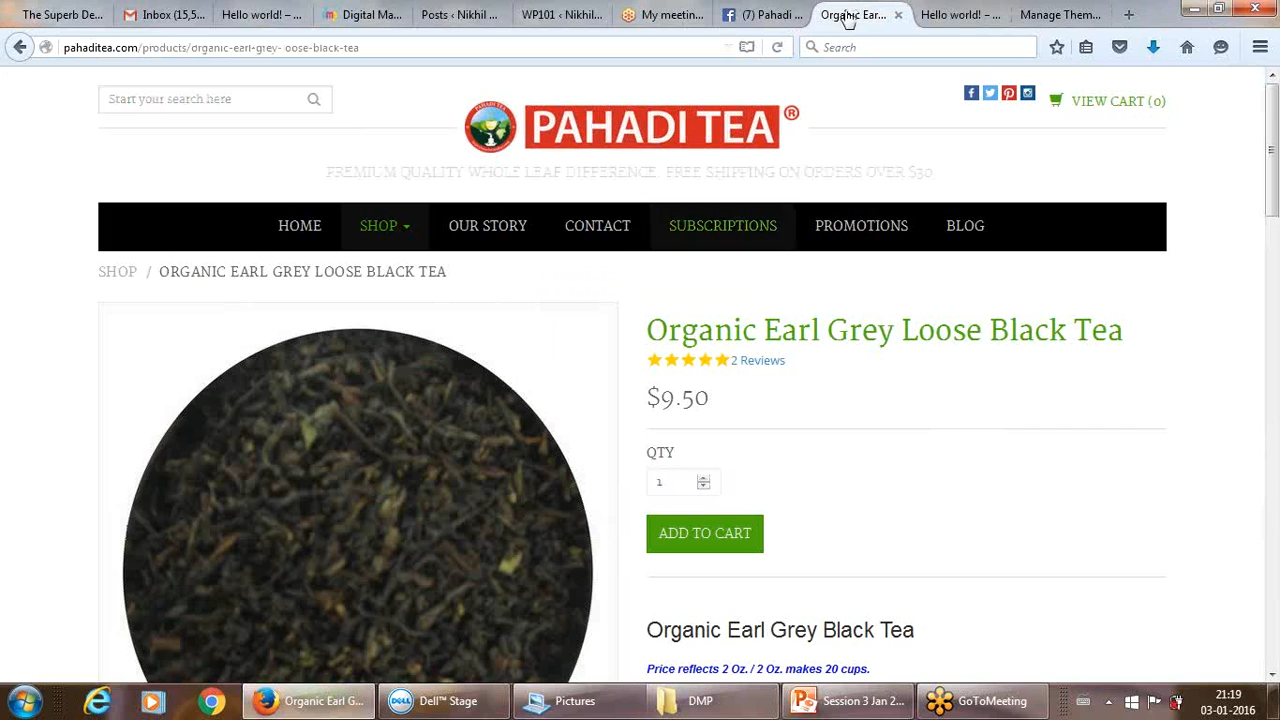 The Superb D...
Inbox (15,5...
Hello world! ...
Digital Ma...
Posts ‹ Nikhil ...
WP101 – Nikhil...
My meetin...
(7) Pahadi ...
Organic Ear...
Hello world! – ...
Manage Them...
pahaditea.com/products/organic-earl-grey- oose-black-tea
Search
Start your search here
PAHADI TEA
PAHADI TEA®
VIEW CART (0)
PREMIUM QUALITY WHOLE LEAF DIFFERENCE. FREE SHIPPING ON ORDERS OVER $30
HOME
SHOP
OUR STORY
CONTACT
SUBSCRIPTIONS
PROMOTIONS
BLOG
SHOP / ORGANIC EARL GREY LOOSE BLACK TEA
Organic Earl Grey Loose Black Tea
2 Reviews
$9.50
QTY
1
ADD TO CART
Organic Earl Grey Black Tea
Price reflects 2 Oz. / 2 Oz. makes 20 cups.
Organic Earl G...
DELL
Dell™ Stage
Pictures
DMP
Session 3 Jan 2...
GoToMeeting
21:19
03-01-2016